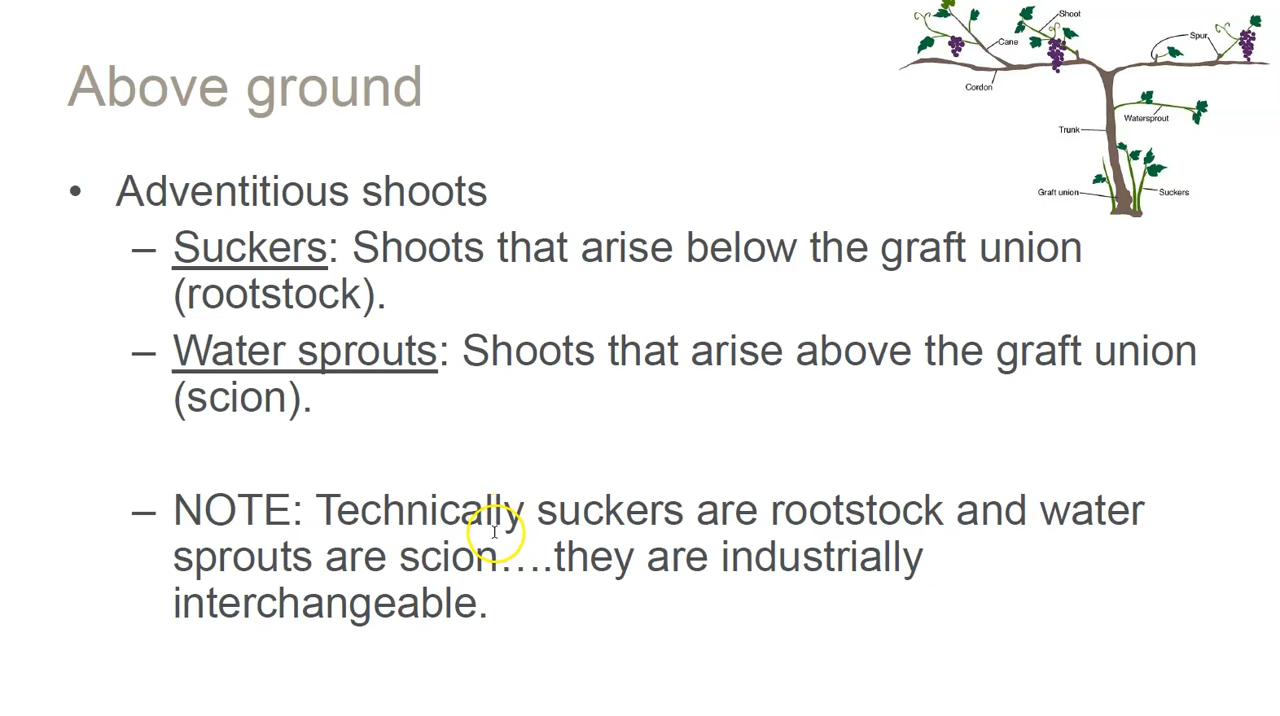 Above ground
• Adventitious shoots
– Suckers: Shoots that arise below the graft union
(rootstock).
– Water sprouts: Shoots that arise above the graft union
(scion).
– NOTE: Technically suckers are rootstock and water
sprouts are scion….they are industrially
interchangeable.
Shoot
Cane
Spur
Cordon
Watersprout
Trunk
Graft union
Suckers